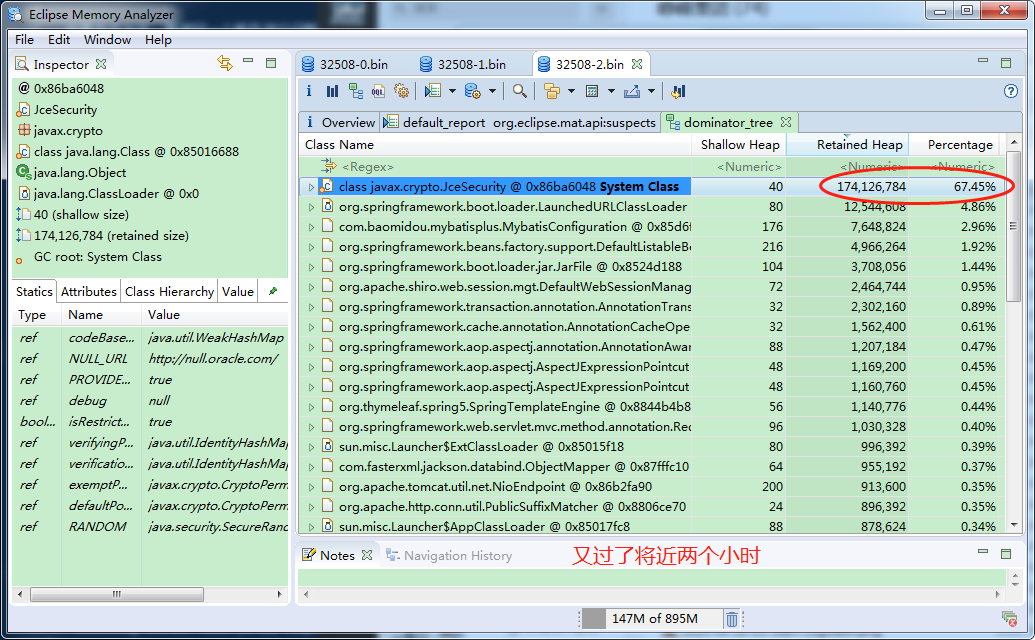 Eclipse Memory Analyzer
File Edit Window Help
Inspector
@ 0x86ba6048
JceSecurity
javax.crypto
class java.lang.Class @ 0x85016688
java.lang.Object
java.lang.ClassLoader @ 0x0
40 (shallow size)
174,126,784 (retained size)
GC root: System Class
Statics Attributes Class Hierarchy Value
Type Name Value
ref codeBase... java.util.WeakHashMap
ref NULL_URL http://null.oracle.com/
ref PROVIDE... true
ref debug null
bool... isRestrict... true
ref verifyingP... java.util.IdentityHashMap
ref verificatio... java.util.IdentityHashMap
ref exemptP... javax.crypto.CryptoPerm
ref defaultPo... javax.crypto.CryptoPerm
ref RANDOM java.security.SecureRand
32508-0.bin 32508-1.bin 32508-2.bin
i Overview default_report org.eclipse.mat.api:suspects dominator_tree
Class Name Shallow Heap Retained Heap Percentage
<Regex> <Numeric> <Numeric> <Numeric>
class javax.crypto.JceSecurity @ 0x86ba6048 System Class 40 174,126,784 67.45%
org.springframework.boot.loader.LaunchedURLClassLoader 80 12,544,608 4.86%
com.baomidou.mybatisplus.MybatisConfiguration @ 0x85d6f 176 7,648,824 2.96%
org.springframework.beans.factory.support.DefaultListableBe 216 4,966,264 1.92%
org.springframework.boot.loader.jar.JarFile @ 0x8524d188 104 3,708,056 1.44%
org.apache.shiro.web.session.mgt.DefaultWebSessionManag 72 2,464,744 0.95%
org.springframework.transaction.annotation.AnnotationTrans 32 2,302,160 0.89%
org.springframework.cache.annotation.AnnotationCacheOpe 32 1,562,400 0.61%
org.springframework.aop.aspectj.annotation.AnnotationAwar 88 1,207,184 0.47%
org.springframework.aop.aspectj.AspectJExpressionPointcut 48 1,169,200 0.45%
org.springframework.aop.aspectj.AspectJExpressionPointcut 48 1,160,760 0.45%
org.thymeleaf.spring5.SpringTemplateEngine @ 0x8844b4b8 56 1,140,776 0.44%
org.springframework.web.servlet.mvc.method.annotation.Rec 96 1,030,328 0.40%
sun.misc.Launcher$ExtClassLoader @ 0x85015f18 80 996,392 0.39%
com.fasterxml.jackson.databind.ObjectMapper @ 0x87fffc10 64 955,192 0.37%
org.apache.tomcat.util.net.NioEndpoint @ 0x86b2fa90 200 913,600 0.35%
org.apache.http.conn.util.PublicSuffixMatcher @ 0x8806ce70 24 896,392 0.35%
sun.misc.Launcher$AppClassLoader @ 0x85017fc8 88 878,624 0.34%
Notes Navigation History 又过了将近两个小时
147M of 895M